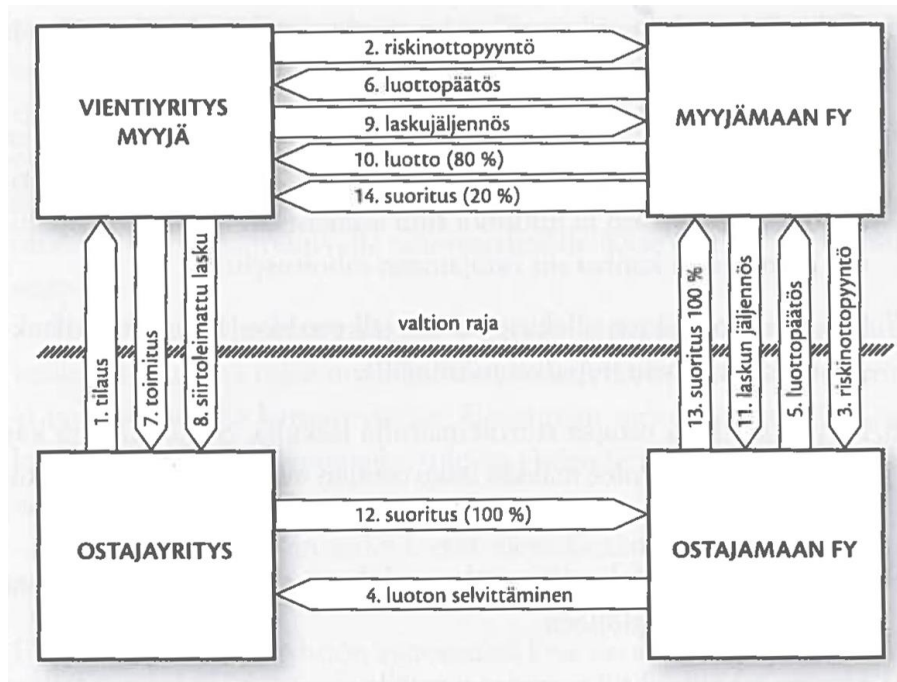 2. riskinottopyyntö
6. luottopäätös
9. laskujäljennös
10. luotto (80 %)
14. suoritus (20 %)
VIENTIYRITYS
MYYJÄ
MYYJÄMAAN FY
1. tilaus
7. toimitus
8. siirtoleimattu lasku
valtion raja
13. suoritus 100 %
11. laskun jäljennös
5. luottopäätös
3. riskinottopyyntö
OSTAJAYRITYS
12. suoritus (100 %)
4. luoton selvittäminen
OSTAJAMAAN FY